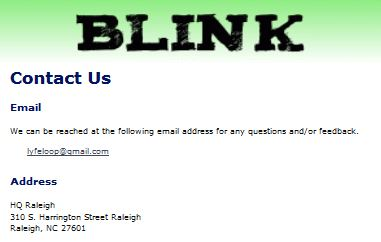 BLINK
Contact Us
Email
We can be reached at the following email address for any questions and/or feedback.
lyfeloop@gmail.com
Address
HQ Raleigh
310 S. Harrington Street Raleigh
Raleigh, NC 27601